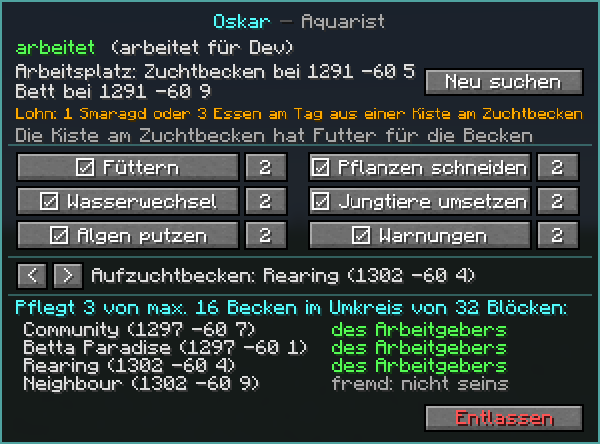 Oskar – Aquarist
arbeitet (arbeitet für Dev)
Arbeitsplatz: Zuchtbecken bei 1291 -60 5
Bett bei 1291 -60 9
Neu suchen
Lohn: 1 Smaragd oder 3 Essen am Tag aus einer Kiste am Zuchtbecken
Die Kiste am Zuchtbecken hat Futter für die Becken
Füttern 2 Pflanzen schneiden 2
Wasserwechsel 2 Jungtiere umsetzen 2
Algen putzen 2 Warnungen 2
< > Aufzuchtbecken: Rearing (1302 -60 4)
Pflegt 3 von max. 16 Becken im Umkreis von 32 Blöcken:
Community (1297 -60 7) des Arbeitgebers
Betta Paradise (1297 -60 1) des Arbeitgebers
Rearing (1302 -60 4) des Arbeitgebers
Neighbour (1302 -60 9) fremd: nicht seins
Entlassen